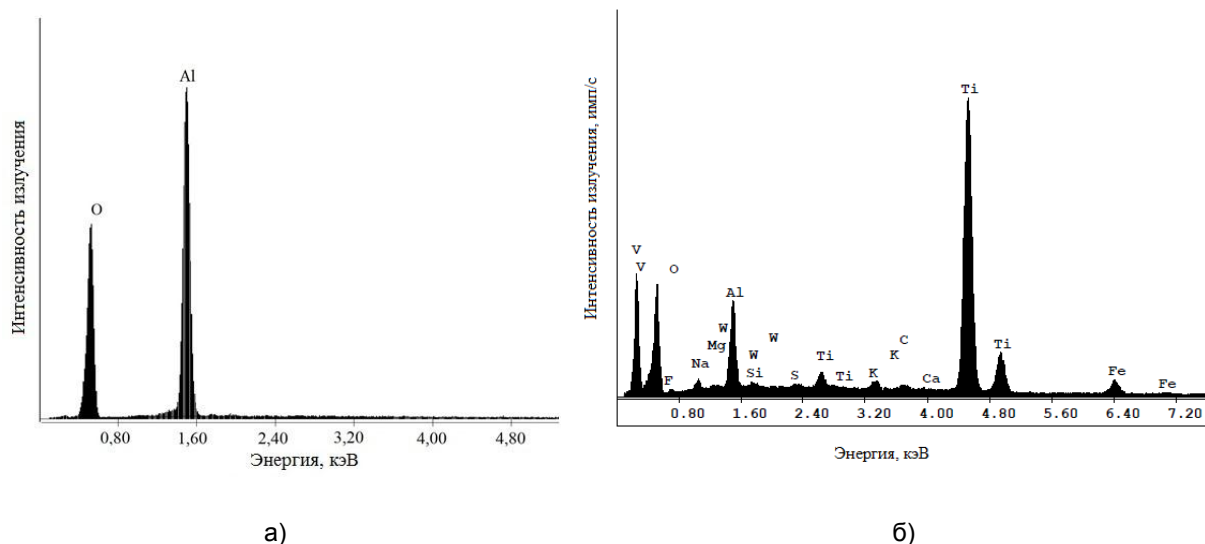 Интенсивность излучения
O
Al
0,80 1,60 2,40 3,20 4,00 4,80
Энергия, кэВ
а)
Интенсивность излучения, имп/с
V
V
O
F
Na
Mg
W
Al
W
Si
W
S
Ti
Ti
K
K
C
Ca
Ti
Ti
Fe
Fe
0.80 1.60 2.40 3.20 4.00 4.80 5.60 6.40 7.20
Энергия, кэВ
б)